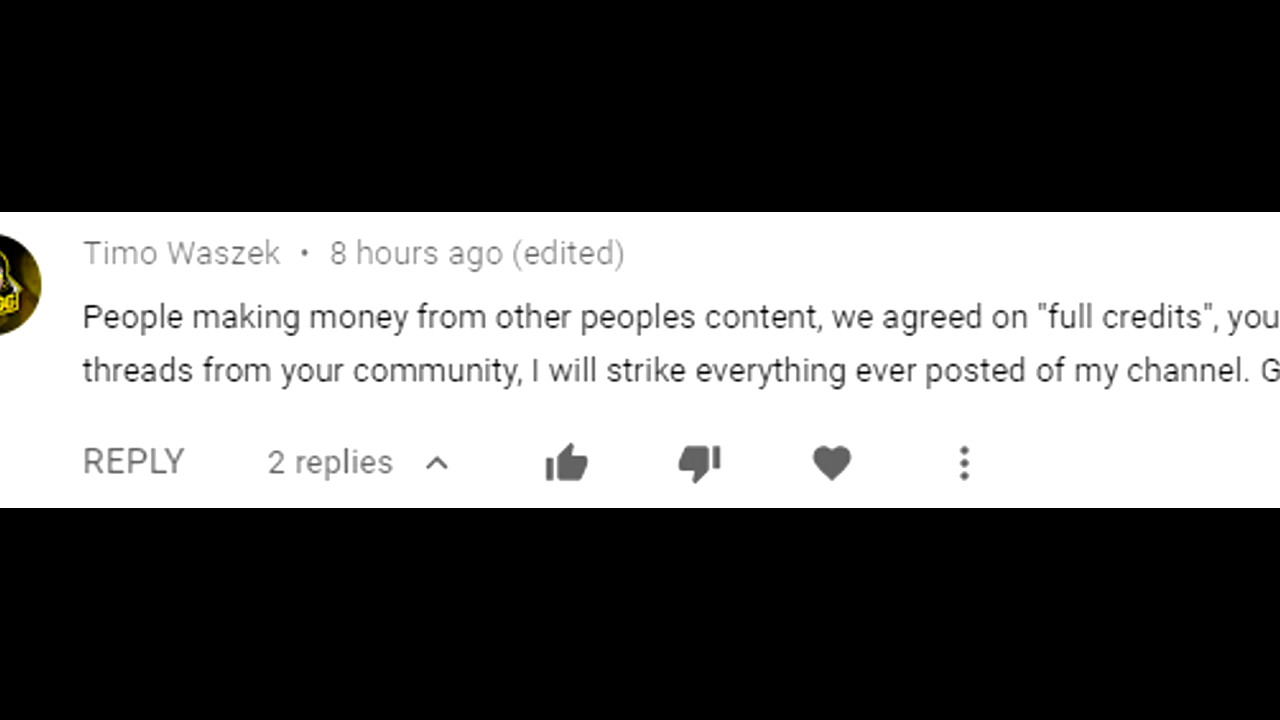 Timo Waszek • 8 hours ago (edited)
People making money from other peoples content, we agreed on "full credits", you
threads from your community, I will strike everything ever posted of my channel. G
REPLY 2 replies